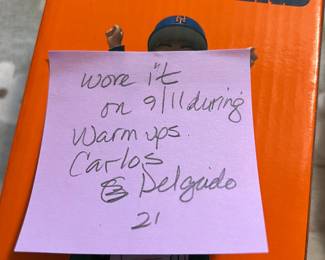 wore it
on 9/11 during
warm ups.
Carlos
Delgado
21